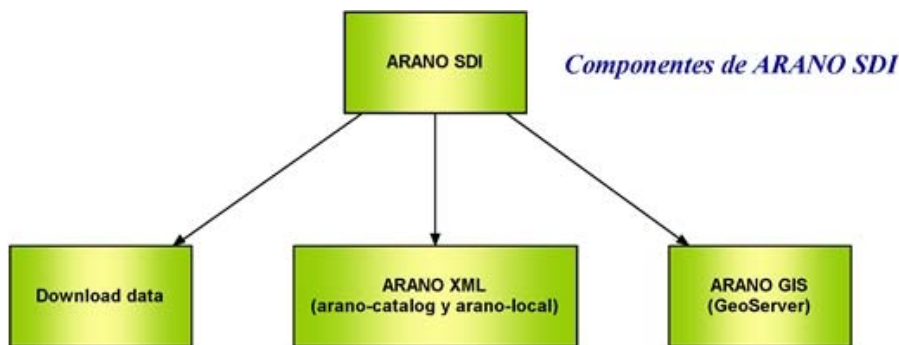 ARANO SDI
Componentes de ARANO SDI
Download data
ARANO XML
(arano-catalog y arano-local)
ARANO GIS
(GeoServer)